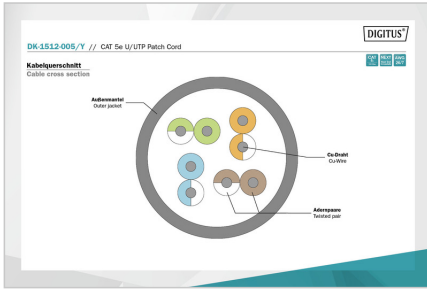 DIGITUS®
DK-1512-005/Y // CAT 5e U/UTP Patch Cord
Kabelquerschnitt
Cable cross section
Außenmantel
Outer jacket
Cu-Draht
Cu-Wire
Aderspaare
Twisted pair